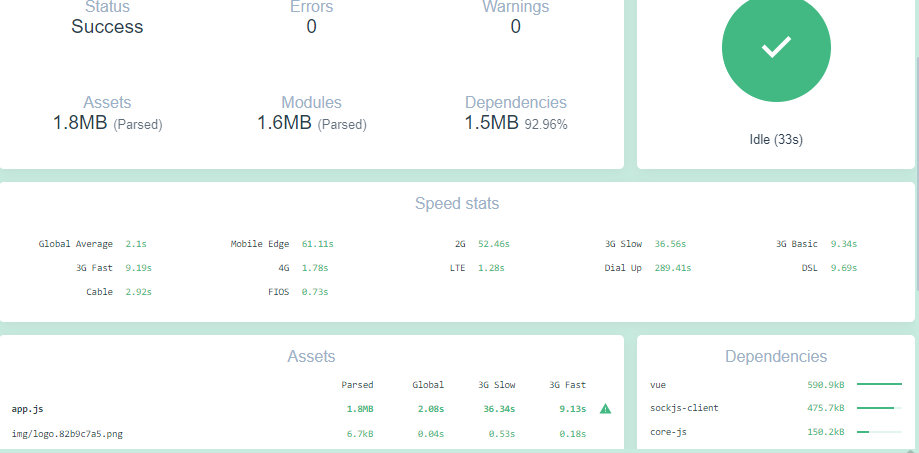 Status Errors Warnings
Success 0 0
Assets Modules Dependencies
1.8MB (Parsed) 1.6MB (Parsed) 1.5MB 92.96%
Idle (33s)
Speed stats
Global Average 2.1s Mobile Edge 61.11s 2G 52.46s 3G Slow 36.56s 3G Basic 9.34s
3G Fast 9.19s 4G 1.78s LTE 1.28s Dial Up 289.41s DSL 9.69s
Cable 2.92s FIOS 0.73s
Assets
Parsed Global 3G Slow 3G Fast
app.js 1.8MB 2.08s 36.34s 9.13s
img/logo.82b9c7a5.png 6.7kB 0.04s 0.53s 0.18s
Dependencies
vue 590.9kB
sockjs-client 475.7kB
core-js 150.2kB